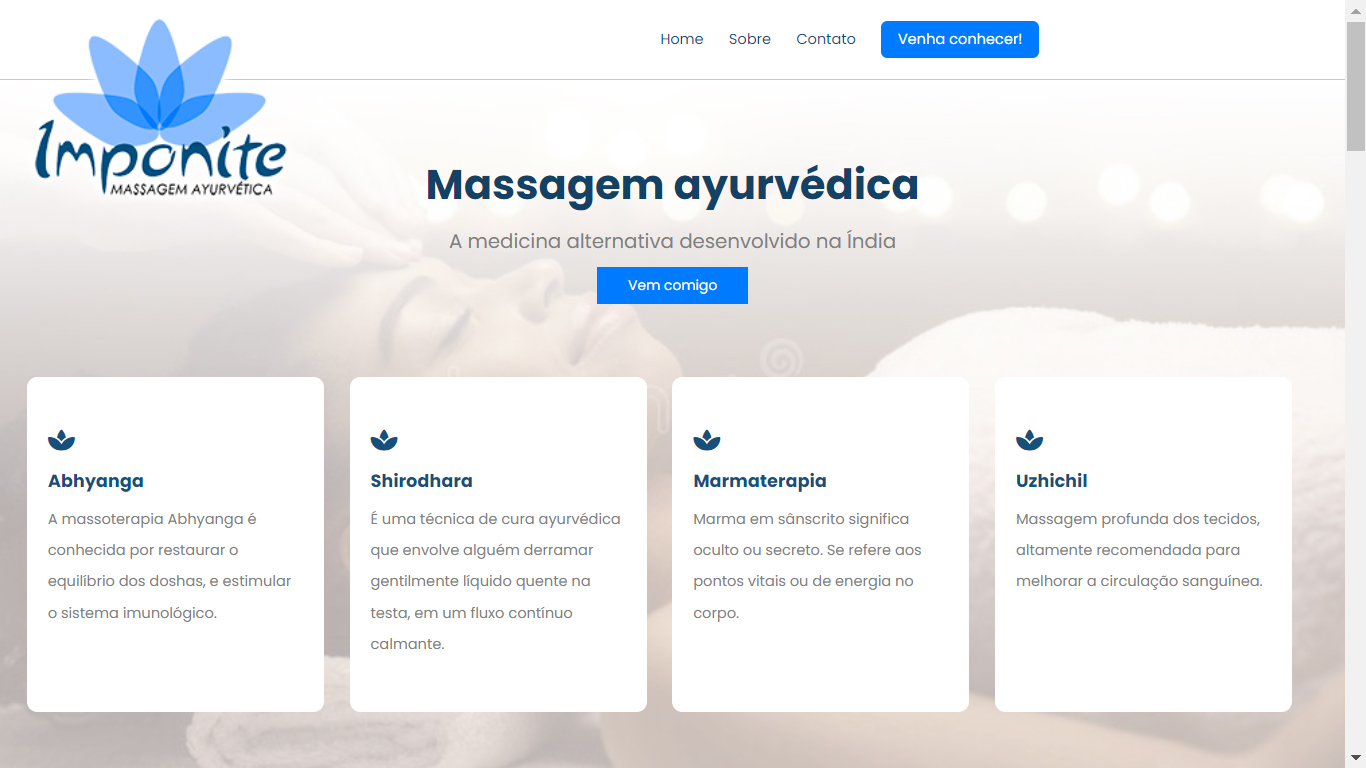 Home Sobre Contato Venha conhecer!
Imponite
MASSAGEM AYURVÉTICA
Massagem ayurvédica
A medicina alternativa desenvolvido na Índia
Vem comigo
Abhyanga
A massoterapia Abhyanga é
conhecida por restaurar o
equilíbrio dos doshas, e estimular
o sistema imunológico.
Shirodhara
É uma técnica de cura ayurvédica
que envolve alguém derramar
gentilmente líquido quente na
testa, em um fluxo contínuo
calmante.
Marmaterapia
Marma em sânscrito significa
oculto ou secreto. Se refere aos
pontos vitais ou de energia no
corpo.
Uzhichil
Massagem profunda dos tecidos,
altamente recomendada para
melhorar a circulação sanguínea.